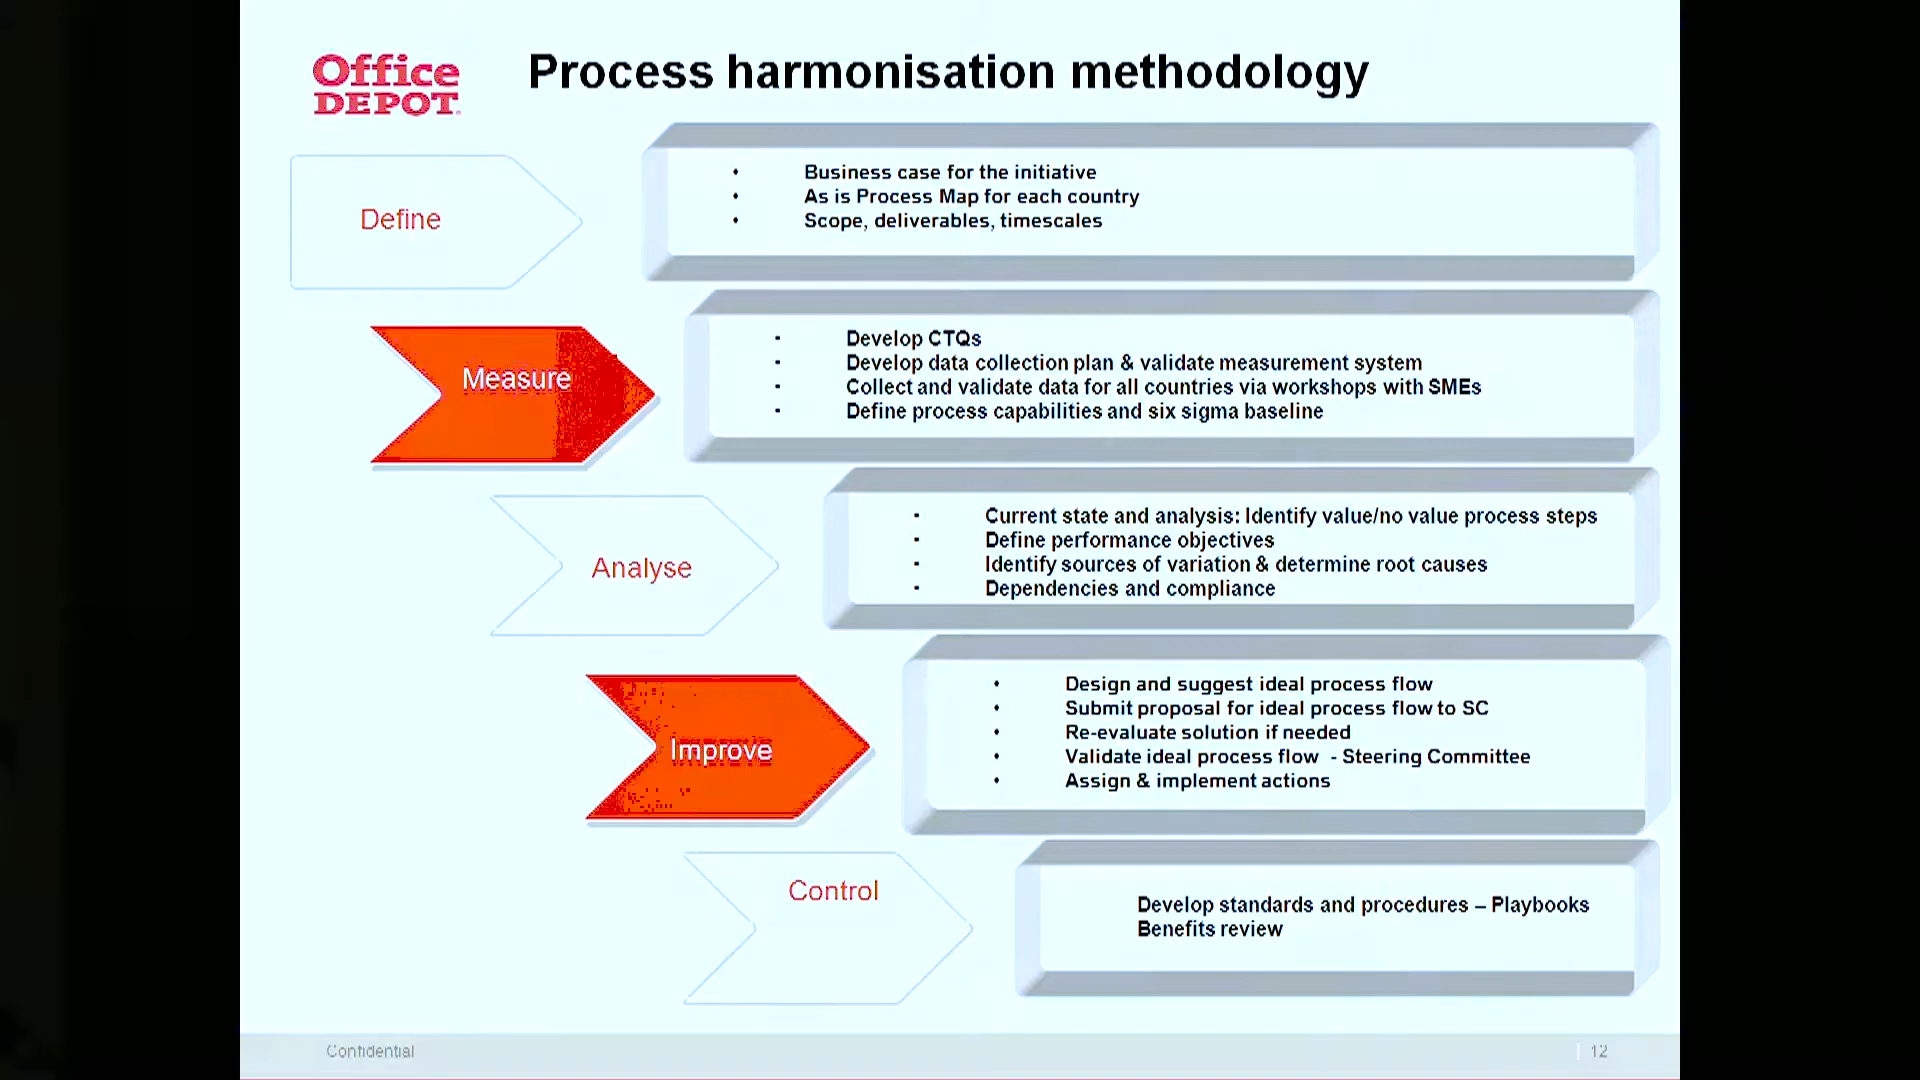 Office
DEPOT
Process harmonisation methodology
Define
• Business case for the initiative
• As is Process Map for each country
• Scope, deliverables, timescales
Measure
• Develop CTQs
• Develop data collection plan & validate measurement system
• Collect and validate data for all countries via workshops with SMEs
• Define process capabilities and six sigma baseline
Analyse
• Current state and analysis: Identify value/no value process steps
• Define performance objectives
• Identify sources of variation & determine root causes
• Dependencies and compliance
Improve
• Design and suggest ideal process flow
• Submit proposal for ideal process flow to SC
• Re-evaluate solution if needed
• Validate ideal process flow - Steering Committee
• Assign & implement actions
Control
Develop standards and procedures – Playbooks
Benefits review
Confidential
| 12